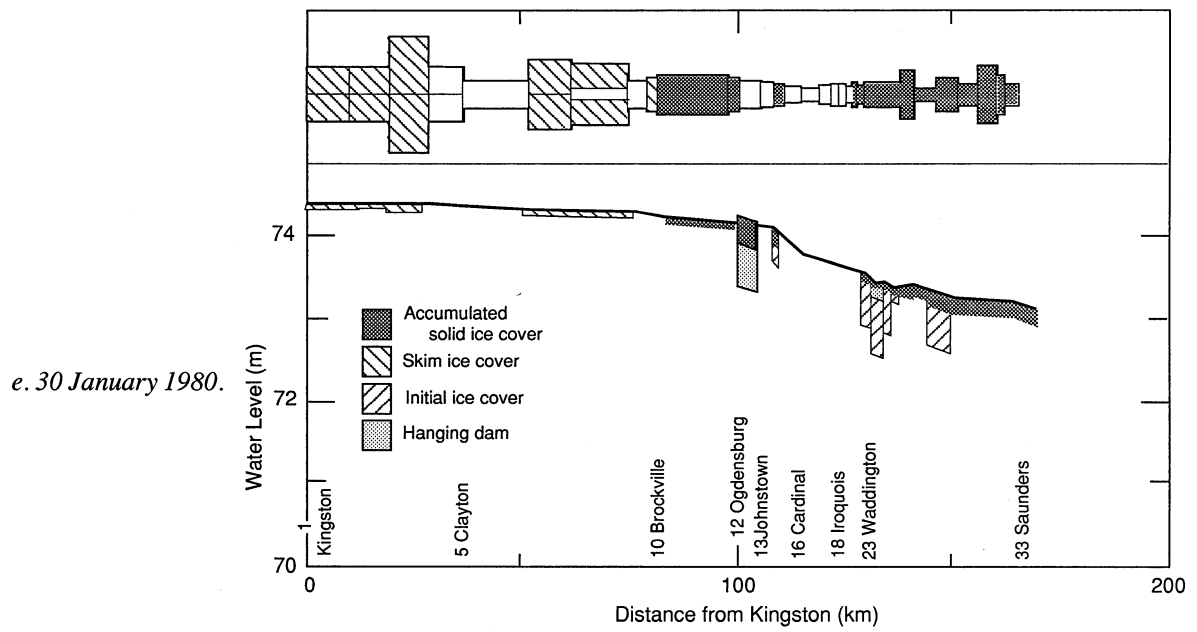 e. 30 January 1980.
Water Level (m)
74
72
70
Accumulated
solid ice cover
Skim ice cover
Initial ice cover
Hanging dam
1 Kingston
5 Clayton
10 Brockville
12 Ogdensburg
13Johnstown
16 Cardinal
18 Iroquois
23 Waddington
33 Saunders
0
100
200
Distance from Kingston (km)